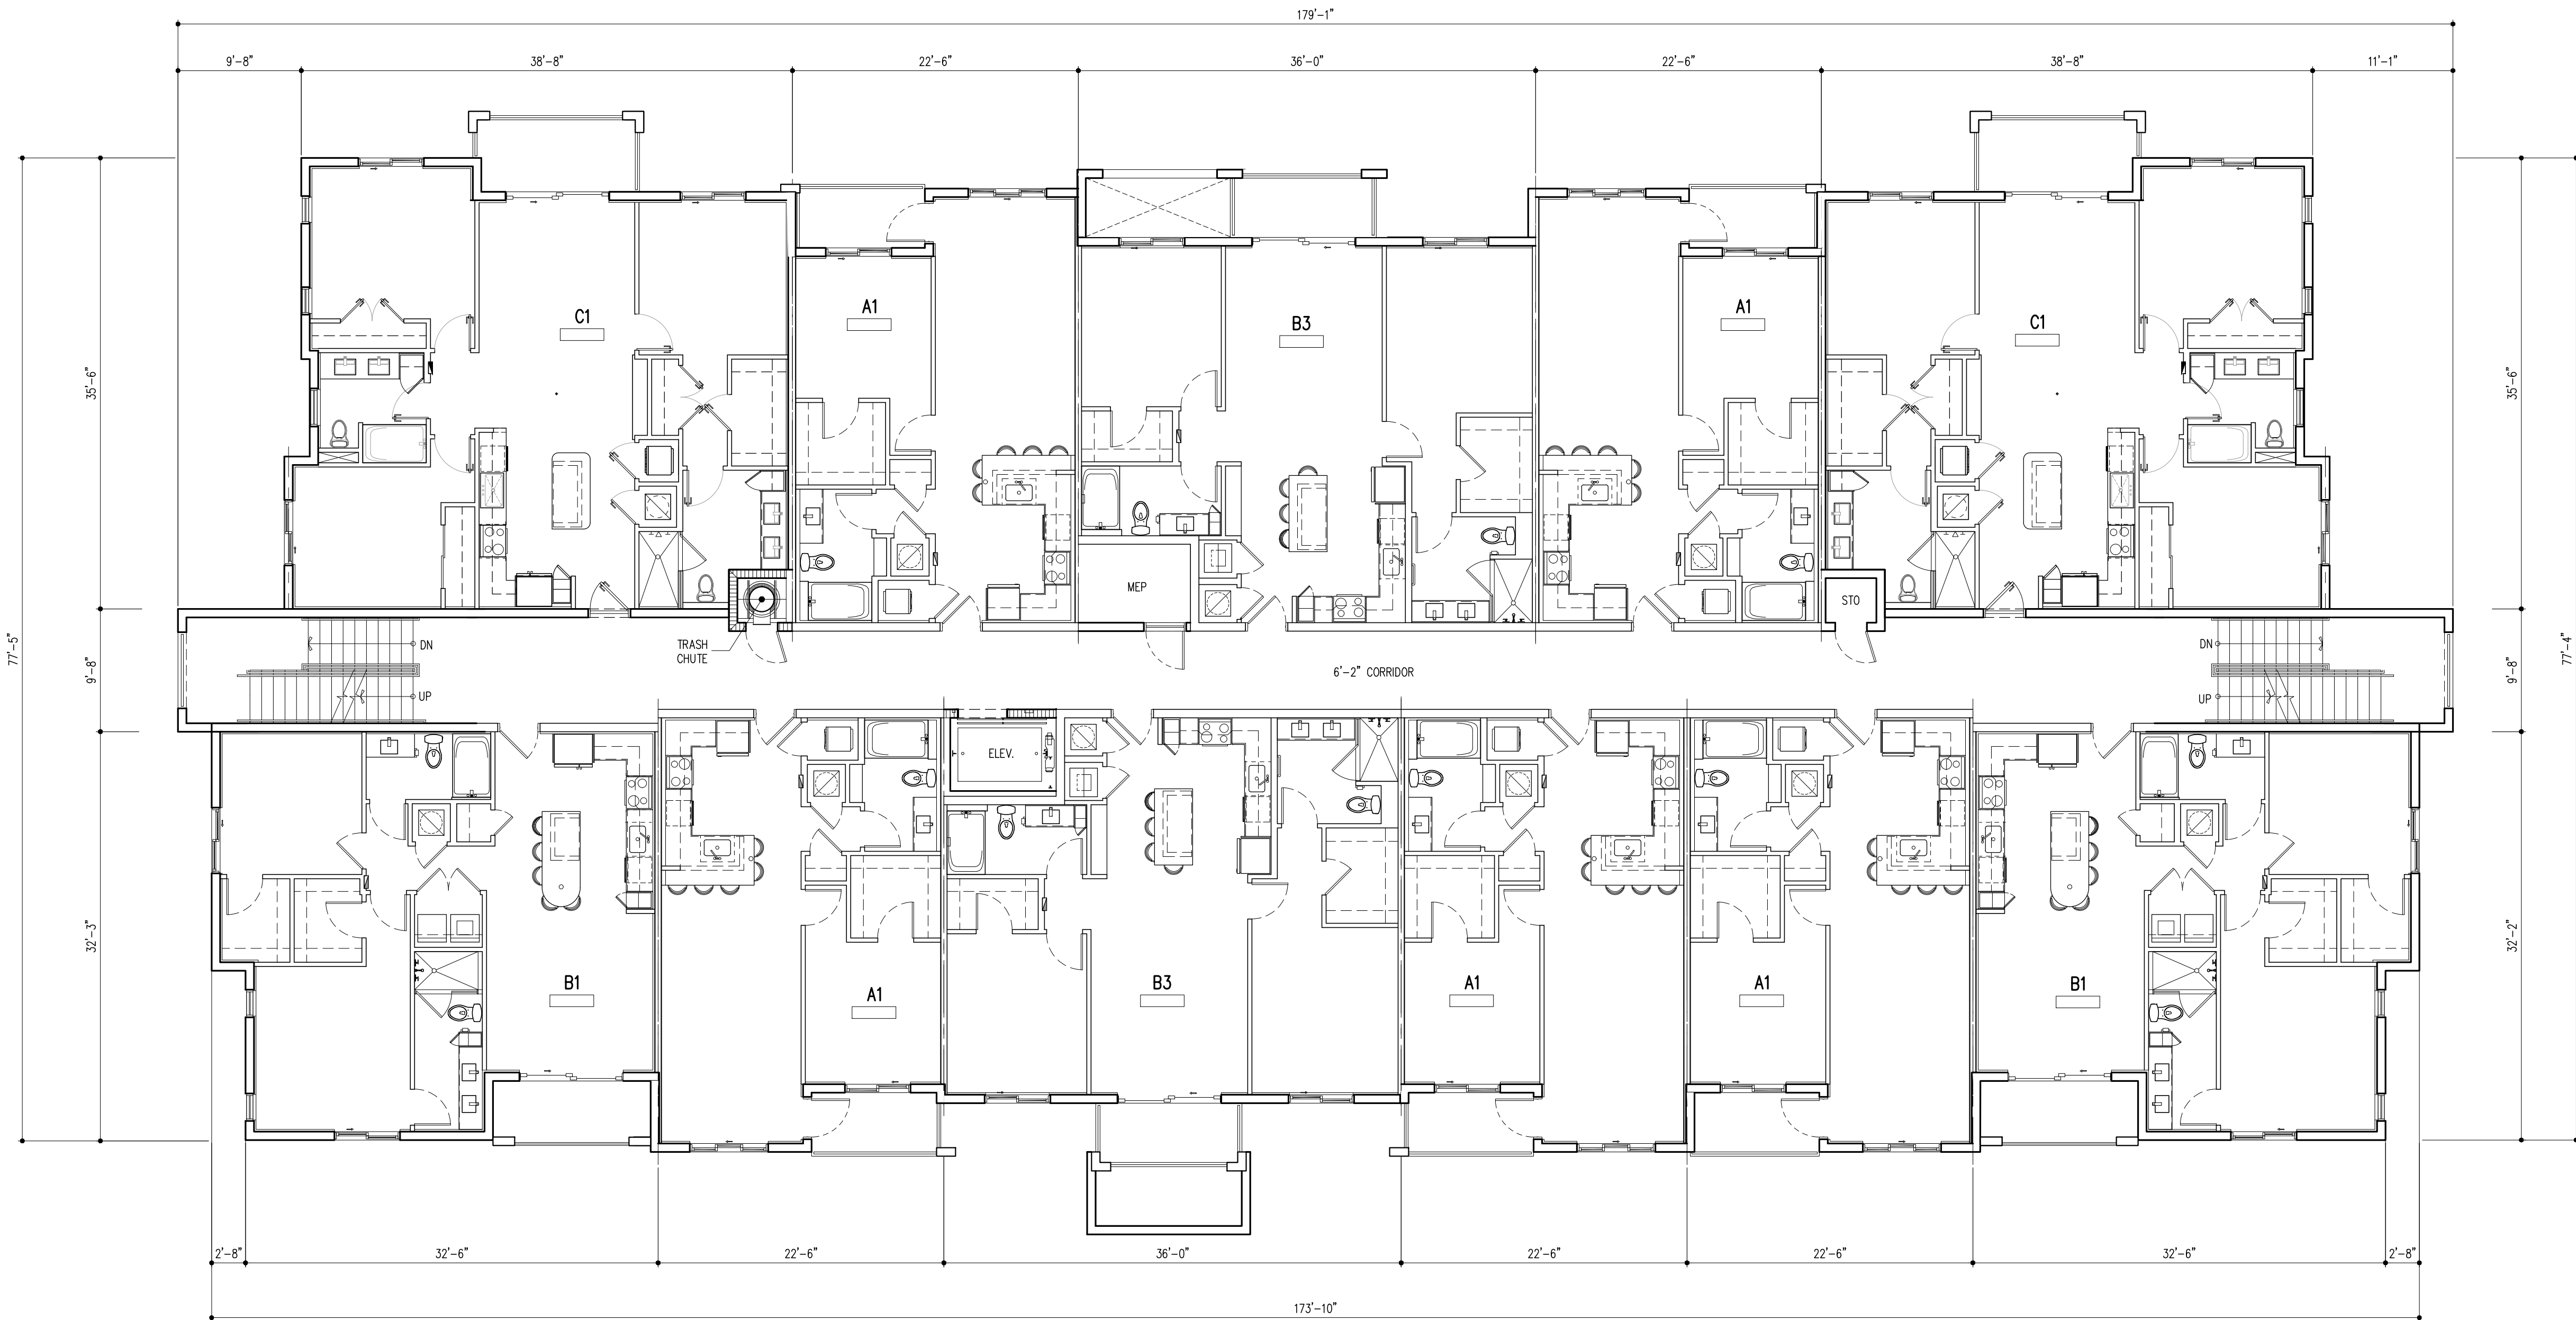 179'-1"
9'-8"
38'-8"
22'-6"
36'-0"
22'-6"
38'-8"
11'-1"
C1
A1
B3
A1
C1
35'-6"
35'-6"
MEP
STO
TRASH
CHUTE
DN
UP
6'-2" CORRIDOR
DN
UP
77'-5"
9'-8"
9'-8"
77'-4"
ELEV.
32'-3"
32'-2"
B1
A1
B3
A1
A1
B1
2'-8"
32'-6"
22'-6"
36'-0"
22'-6"
22'-6"
32'-6"
2'-8"
173'-10"